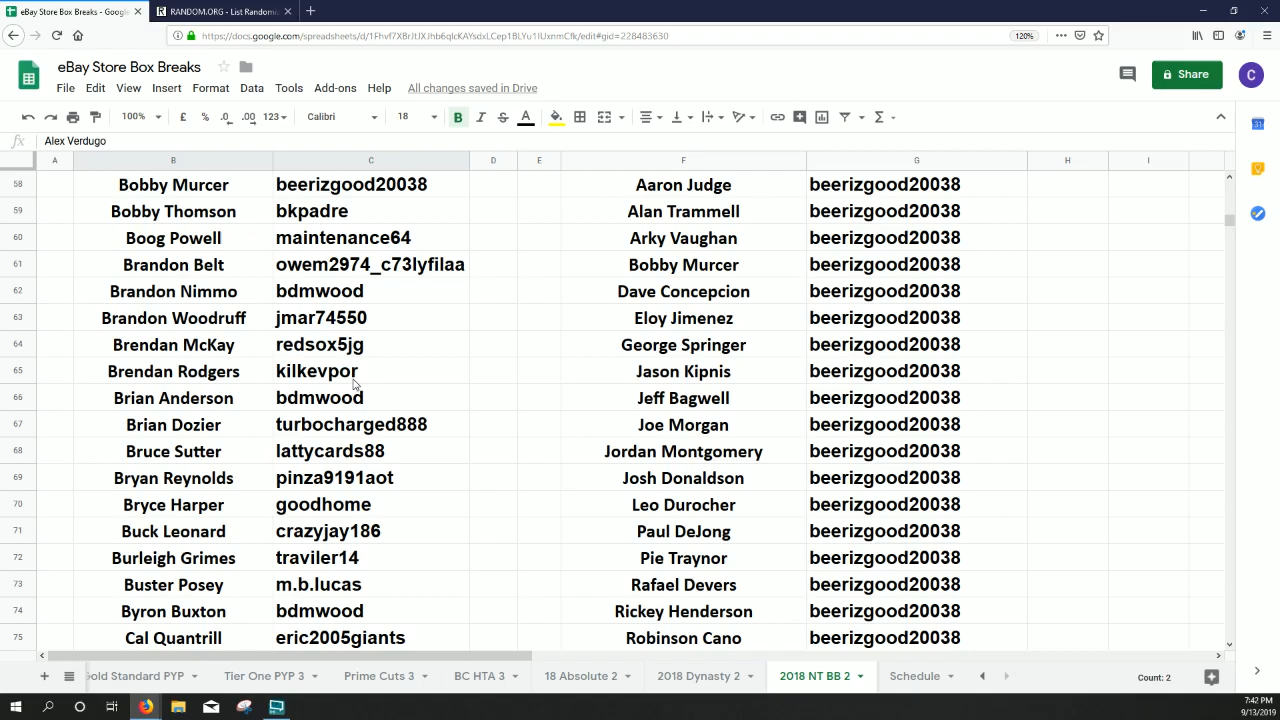 eBay Store Box Breaks - Google
RANDOM.ORG - List Randomi
https://docs.google.com/spreadsheets/d/1Fhvf7XBrJtJXJhb6qIcKAYsdxLCep1BLYu1IUxnmCfk/edit#gid=228483630
120%
eBay Store Box Breaks
File Edit View Insert Format Data Tools Add-ons Help All changes saved in Drive
Share
C
100% £ % .0 .00 123 Calibri 18 B I S A
fx Alex Verdugo
A B C D E F G H I
58 Bobby Murcer beerizgood20038 Aaron Judge beerizgood20038
59 Bobby Thomson bkpadre Alan Trammell beerizgood20038
60 Boog Powell maintenance64 Arky Vaughan beerizgood20038
61 Brandon Belt owem2974_c73lyfilaa Bobby Murcer beerizgood20038
62 Brandon Nimmo bdmwood Dave Concepcion beerizgood20038
63 Brandon Woodruff jmar74550 Eloy Jimenez beerizgood20038
64 Brendan McKay redsox5jg George Springer beerizgood20038
65 Brendan Rodgers kilkevpor Jason Kipnis beerizgood20038
66 Brian Anderson bdmwood Jeff Bagwell beerizgood20038
67 Brian Dozier turbocharged888 Joe Morgan beerizgood20038
68 Bruce Sutter lattycards88 Jordan Montgomery beerizgood20038
69 Bryan Reynolds pinza9191aot Josh Donaldson beerizgood20038
70 Bryce Harper goodhome Leo Durocher beerizgood20038
71 Buck Leonard crazyjay186 Paul DeJong beerizgood20038
72 Burleigh Grimes traviler14 Pie Traynor beerizgood20038
73 Buster Posey m.b.lucas Rafael Devers beerizgood20038
74 Byron Buxton bdmwood Rickey Henderson beerizgood20038
75 Cal Quantrill eric2005giants Robinson Cano beerizgood20038
Gold Standard PYP Tier One PYP 3 Prime Cuts 3 BC HTA 3 18 Absolute 2 2018 Dynasty 2 2018 NT BB 2 Schedule Count: 2
7:42 PM
9/13/2019